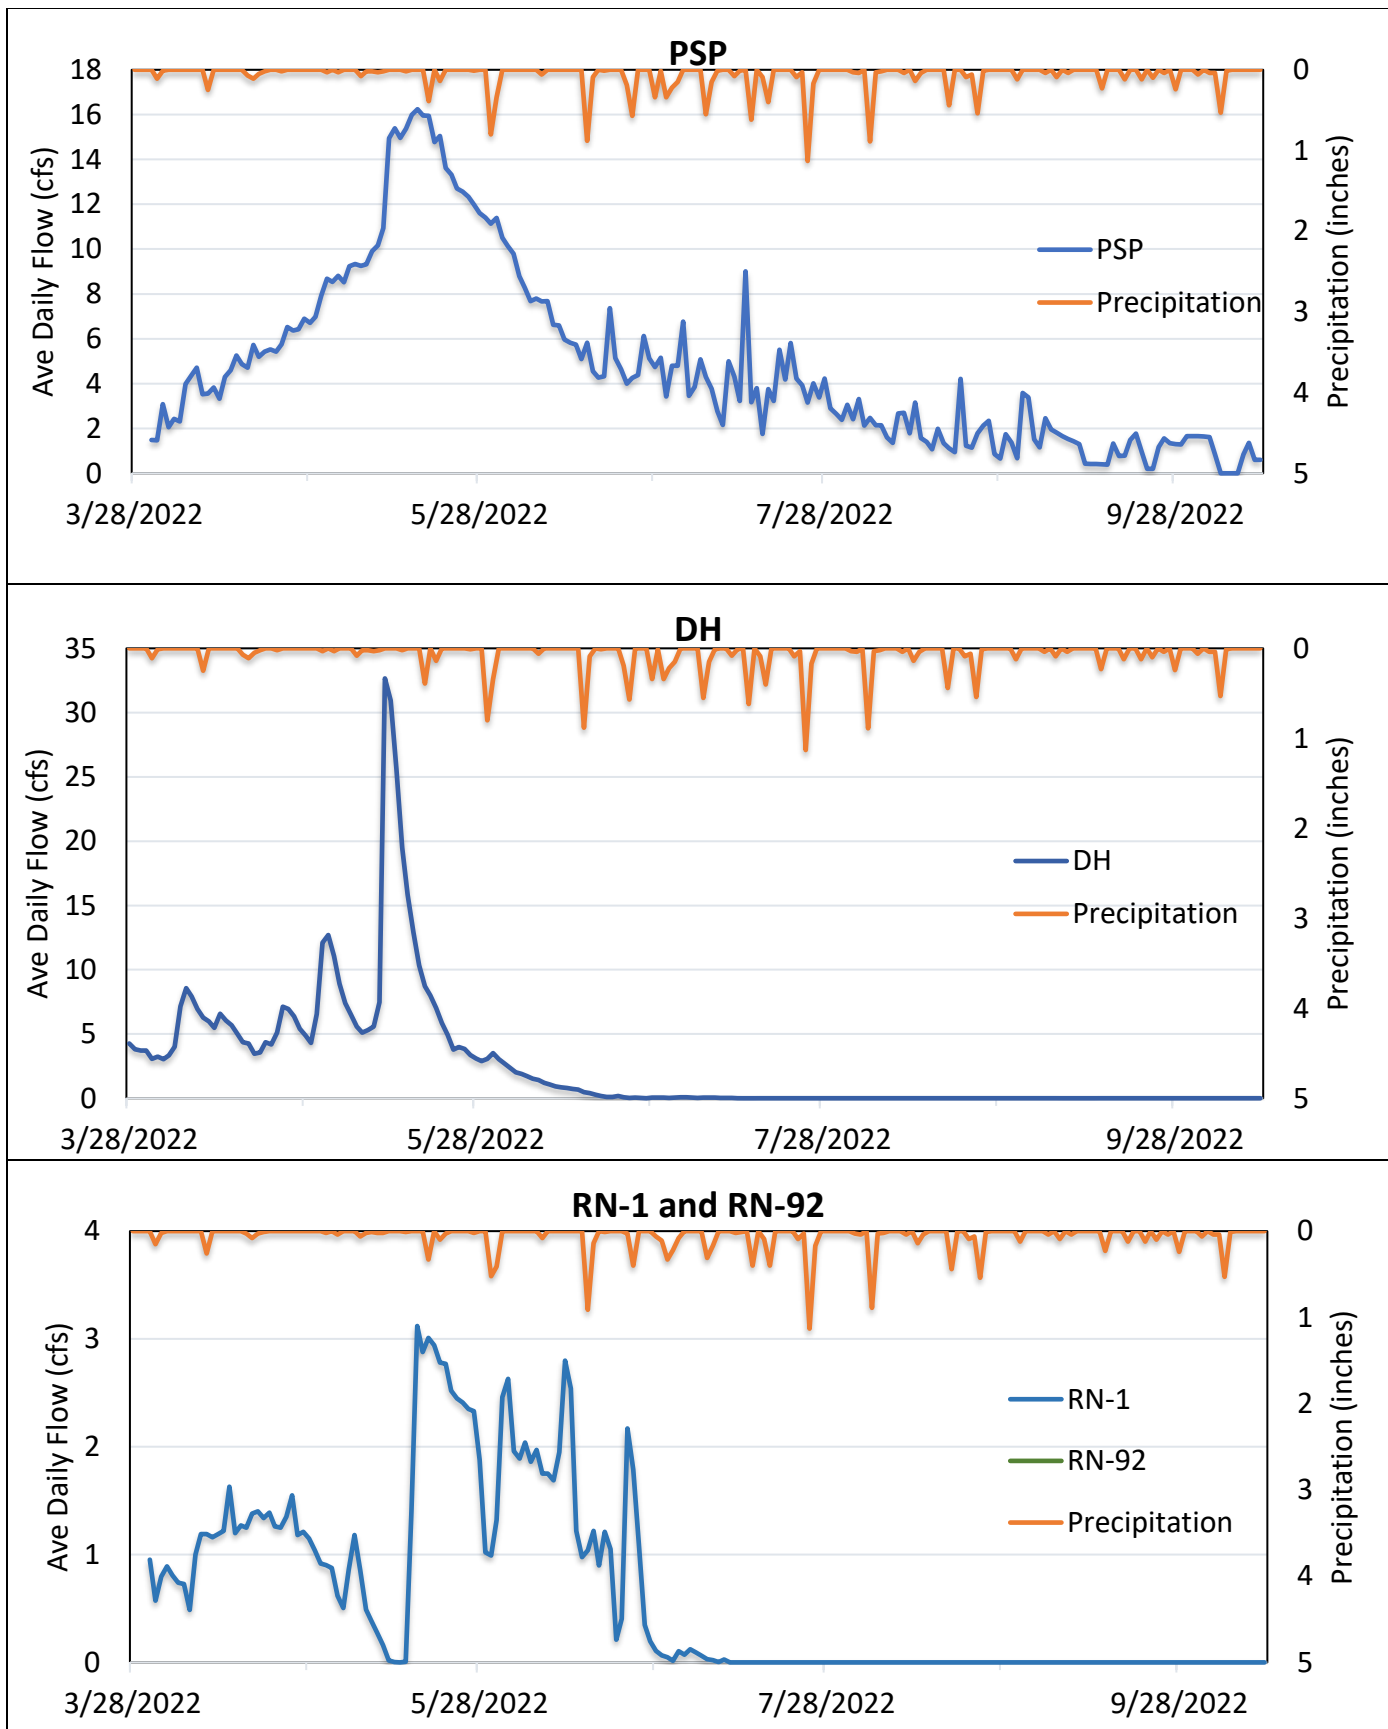 PSP
18
16
14
12
10
8
6
4
2
0
Ave Daily Flow (cfs)
0
1
2
3
4
5
Precipitation (inches)
PSP
Precipitation
3/28/2022 5/28/2022 7/28/2022 9/28/2022
DH
35
30
25
20
15
10
5
0
Ave Daily Flow (cfs)
0
1
2
3
4
5
Precipitation (inches)
DH
Precipitation
3/28/2022 5/28/2022 7/28/2022 9/28/2022
RN-1 and RN-92
4
3
2
1
0
Ave Daily Flow (cfs)
0
1
2
3
4
5
Precipitation (inches)
RN-1
RN-92
Precipitation
3/28/2022 5/28/2022 7/28/2022 9/28/2022